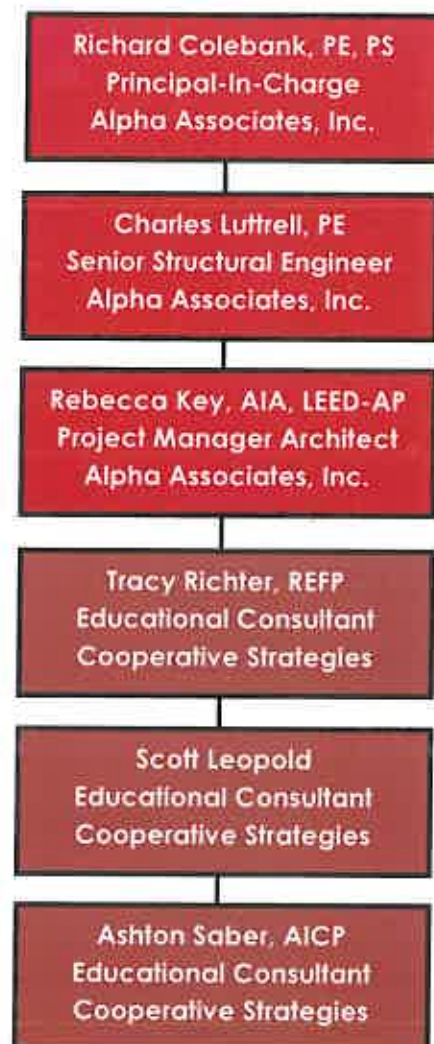 Richard Colebank, PE, PS
Principal-In-Charge
Alpha Associates, Inc.
Charles Luttrell, PE
Senior Structural Engineer
Alpha Associates, Inc.
Rebecca Key, AIA, LEED-AP
Project Manager Architect
Alpha Associates, Inc.
Tracy Richter, REFP
Educational Consultant
Cooperative Strategies
Scott Leopold
Educational Consultant
Cooperative Strategies
Ashton Saber, AICP
Educational Consultant
Cooperative Strategies